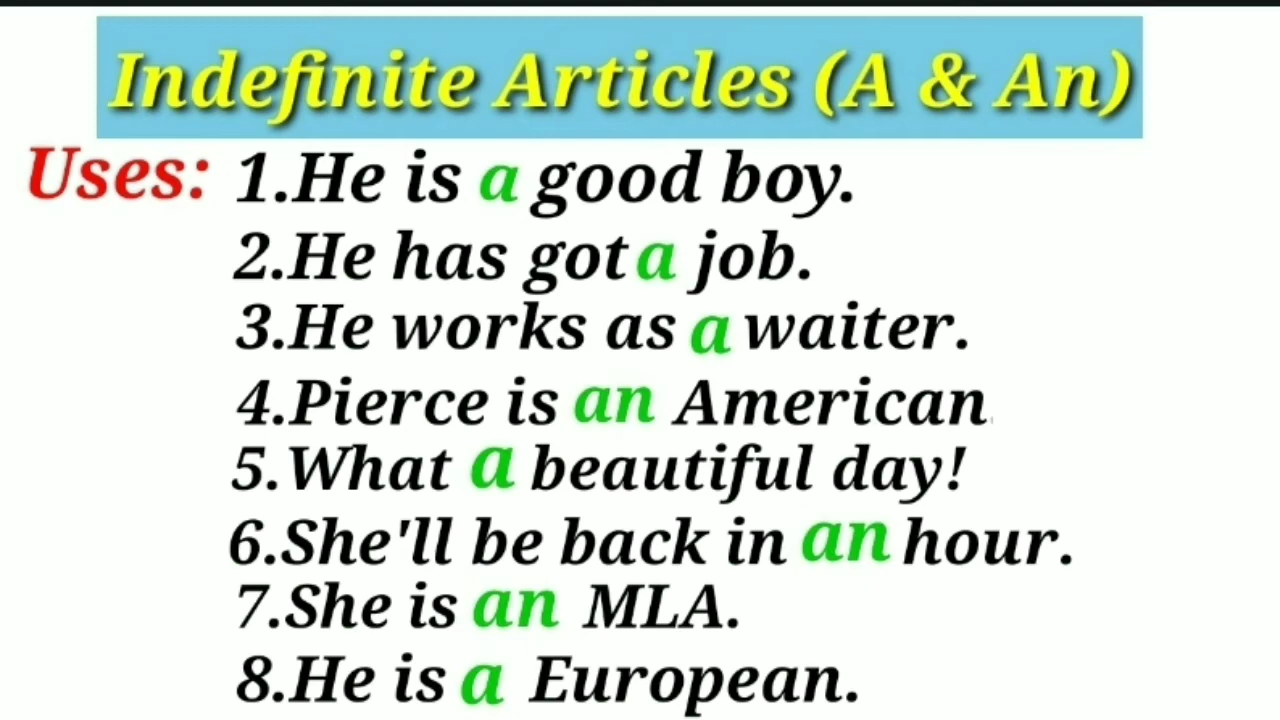 Indefinite Articles (A & An)
Uses: 1.He is a good boy.
2.He has got a job.
3.He works as a waiter.
4.Pierce is an American.
5.What a beautiful day!
6.She'll be back in an hour.
7.She is an MLA.
8.He is a European.